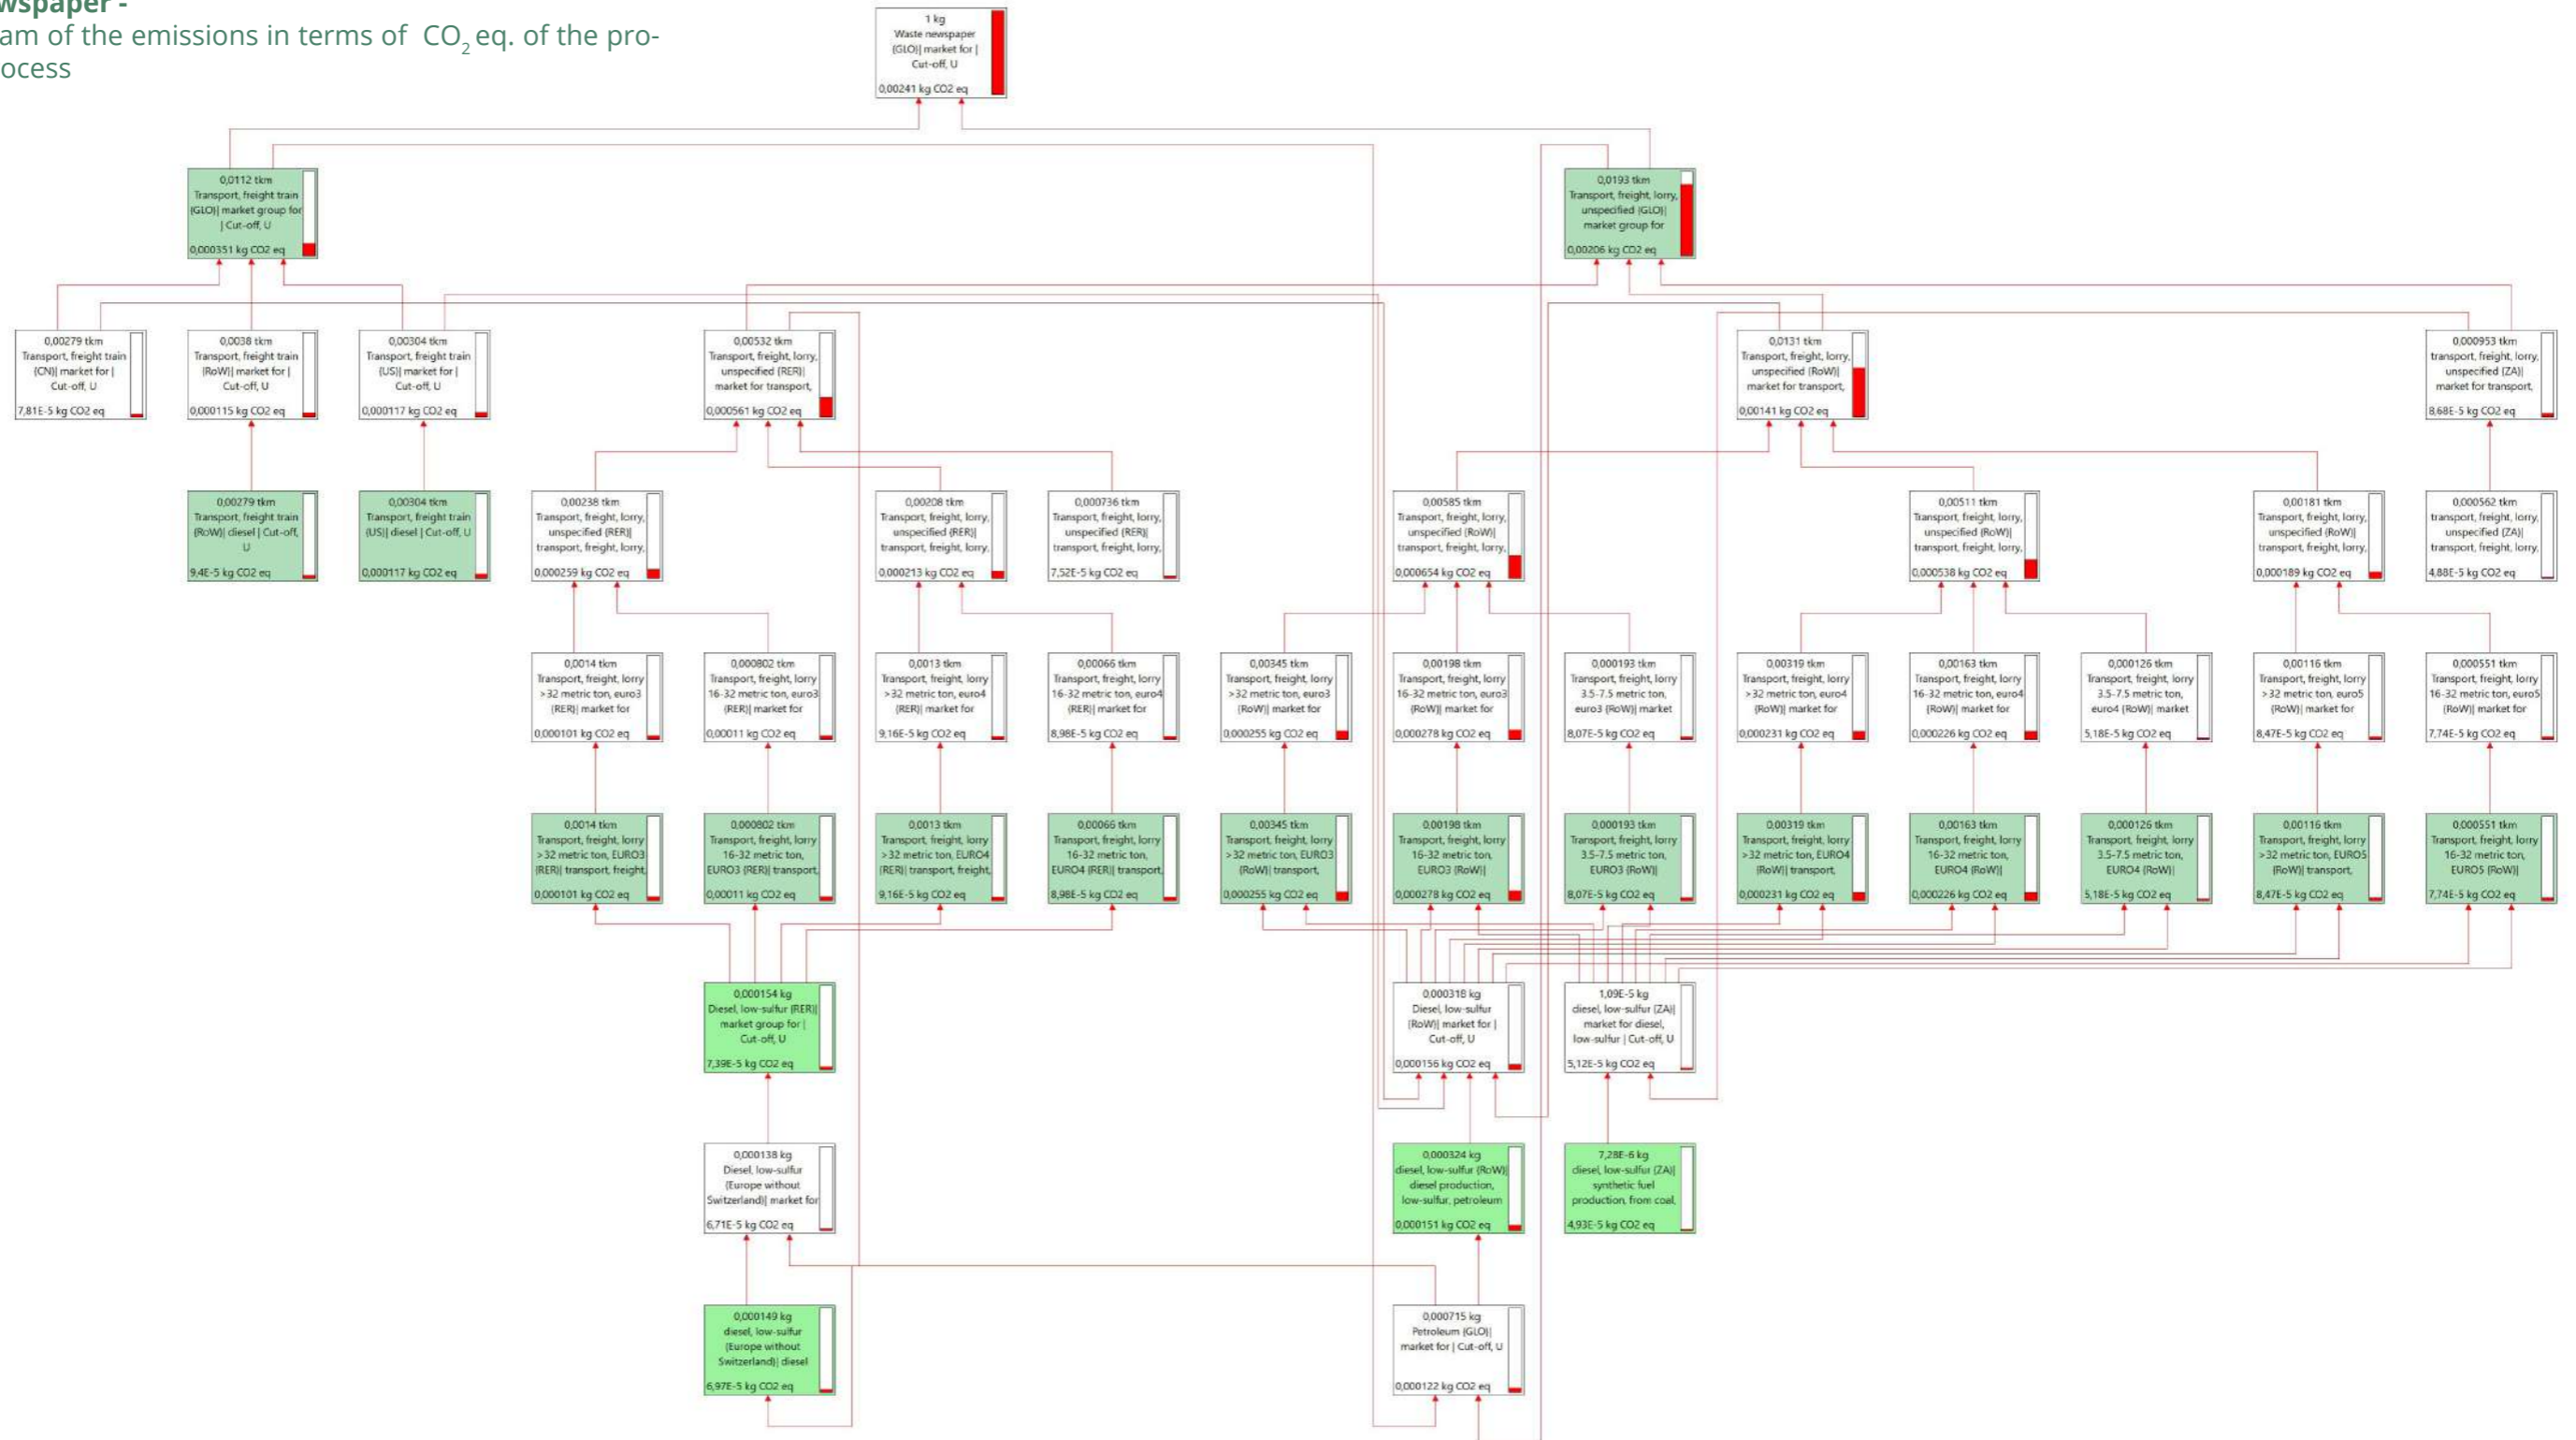 wspaper -
am of the emissions in terms of CO2 eq. of the pro-
ocess
1 kg
Waste newspaper
{GLO}| market for |
Cut-off, U
0,00241 kg CO2 eq
0,0112 tkm
Transport, freight train
{GLO}| market group for
| Cut-off, U
0,000351 kg CO2 eq
0,0193 tkm
Transport, freight, lorry,
unspecified {GLO}|
market group for
0,00206 kg CO2 eq
0,00279 tkm
Transport, freight train
{CN}| market for |
Cut-off, U
7,81E-5 kg CO2 eq
0,0038 tkm
Transport, freight train
{RoW}| market for |
Cut-off, U
0,000115 kg CO2 eq
0,00304 tkm
Transport, freight train
{US}| market for |
Cut-off, U
0,000117 kg CO2 eq
0,00532 tkm
Transport, freight, lorry,
unspecified {RER}|
market for transport,
0,000561 kg CO2 eq
0,0131 tkm
Transport, freight, lorry,
unspecified {RoW}|
market for transport,
0,00141 kg CO2 eq
0,000953 tkm
transport, freight, lorry,
unspecified {ZA}|
market for transport,
8,68E-5 kg CO2 eq
0,00279 tkm
Transport, freight train
{RoW}| diesel | Cut-off,
U
9,4E-5 kg CO2 eq
0,00304 tkm
Transport, freight train
{US}| diesel | Cut-off, U
0,000117 kg CO2 eq
0,00238 tkm
Transport, freight, lorry,
unspecified {RER}|
transport, freight, lorry,
0,000259 kg CO2 eq
0,00208 tkm
Transport, freight, lorry,
unspecified {RER}|
transport, freight, lorry,
0,000213 kg CO2 eq
0,000736 tkm
Transport, freight, lorry,
unspecified {RER}|
transport, freight, lorry,
7,52E-5 kg CO2 eq
0,00585 tkm
Transport, freight, lorry,
unspecified {RoW}|
transport, freight, lorry,
0,000654 kg CO2 eq
0,00511 tkm
Transport, freight, lorry,
unspecified {RoW}|
transport, freight, lorry,
0,000538 kg CO2 eq
0,00181 tkm
Transport, freight, lorry,
unspecified {RoW}|
transport, freight, lorry,
0,000189 kg CO2 eq
0,000562 tkm
transport, freight, lorry,
unspecified {ZA}|
transport, freight, lorry,
4,88E-5 kg CO2 eq
0,0014 tkm
Transport, freight, lorry
>32 metric ton, euro3
{RER}| market for
0,000101 kg CO2 eq
0,000802 tkm
Transport, freight, lorry
16-32 metric ton, euro3
{RER}| market for
0,00011 kg CO2 eq
0,0013 tkm
Transport, freight, lorry
>32 metric ton, euro4
{RER}| market for
9,16E-5 kg CO2 eq
0,00066 tkm
Transport, freight, lorry
16-32 metric ton, euro4
{RER}| market for
8,98E-5 kg CO2 eq
0,00345 tkm
Transport, freight, lorry
>32 metric ton, euro3
{RoW}| market for
0,000255 kg CO2 eq
0,00198 tkm
Transport, freight, lorry
16-32 metric ton, euro3
{RoW}| market for
0,000278 kg CO2 eq
0,000193 tkm
Transport, freight, lorry
3.5-7.5 metric ton,
euro3 {RoW}| market
8,07E-5 kg CO2 eq
0,00319 tkm
Transport, freight, lorry
>32 metric ton, euro4
{RoW}| market for
0,000231 kg CO2 eq
0,00163 tkm
Transport, freight, lorry
16-32 metric ton, euro4
{RoW}| market for
0,000226 kg CO2 eq
0,000126 tkm
Transport, freight, lorry
3.5-7.5 metric ton,
euro4 {RoW}| market
5,18E-5 kg CO2 eq
0,00116 tkm
Transport, freight, lorry
>32 metric ton, euro5
{RoW}| market for
8,47E-5 kg CO2 eq
0,000551 tkm
Transport, freight, lorry
16-32 metric ton, euro5
{RoW}| market for
7,74E-5 kg CO2 eq
0,0014 tkm
Transport, freight, lorry
>32 metric ton, EURO3
{RER}| transport, freight,
0,000101 kg CO2 eq
0,000802 tkm
Transport, freight, lorry
16-32 metric ton,
EURO3 {RER}| transport,
0,00011 kg CO2 eq
0,0013 tkm
Transport, freight, lorry
>32 metric ton, EURO4
{RER}| transport, freight,
9,16E-5 kg CO2 eq
0,00066 tkm
Transport, freight, lorry
16-32 metric ton,
EURO4 {RER}| transport,
8,98E-5 kg CO2 eq
0,00345 tkm
Transport, freight, lorry
>32 metric ton, EURO3
{RoW}| transport,
0,000255 kg CO2 eq
0,00198 tkm
Transport, freight, lorry
16-32 metric ton,
EURO3 {RoW}|
0,000278 kg CO2 eq
0,000193 tkm
Transport, freight, lorry
3.5-7.5 metric ton,
EURO3 {RoW}|
8,07E-5 kg CO2 eq
0,00319 tkm
Transport, freight, lorry
>32 metric ton, EURO4
{RoW}| transport,
0,000231 kg CO2 eq
0,00163 tkm
Transport, freight, lorry
16-32 metric ton,
EURO4 {RoW}|
0,000226 kg CO2 eq
0,000126 tkm
Transport, freight, lorry
3.5-7.5 metric ton,
EURO4 {RoW}|
5,18E-5 kg CO2 eq
0,00116 tkm
Transport, freight, lorry
>32 metric ton, EURO5
{RoW}| transport,
8,47E-5 kg CO2 eq
0,000551 tkm
Transport, freight, lorry
16-32 metric ton,
EURO5 {RoW}|
7,74E-5 kg CO2 eq
0,000154 kg
Diesel, low-sulfur {RER}|
market group for |
Cut-off, U
7,39E-5 kg CO2 eq
0,000318 kg
Diesel, low-sulfur
{RoW}| market for |
Cut-off, U
0,000156 kg CO2 eq
1,09E-5 kg
diesel, low-sulfur {ZA}|
market for diesel,
low-sulfur | Cut-off, U
5,12E-5 kg CO2 eq
0,000138 kg
Diesel, low-sulfur
{Europe without
Switzerland}| market for
6,71E-5 kg CO2 eq
0,000324 kg
diesel, low-sulfur {RoW}|
diesel production,
low-sulfur, petroleum
0,000151 kg CO2 eq
7,28E-6 kg
diesel, low-sulfur {ZA}|
synthetic fuel
production, from coal,
4,93E-5 kg CO2 eq
0,000149 kg
diesel, low-sulfur
{Europe without
Switzerland}| diesel
6,97E-5 kg CO2 eq
0,000715 kg
Petroleum {GLO}|
market for | Cut-off, U
0,000122 kg CO2 eq